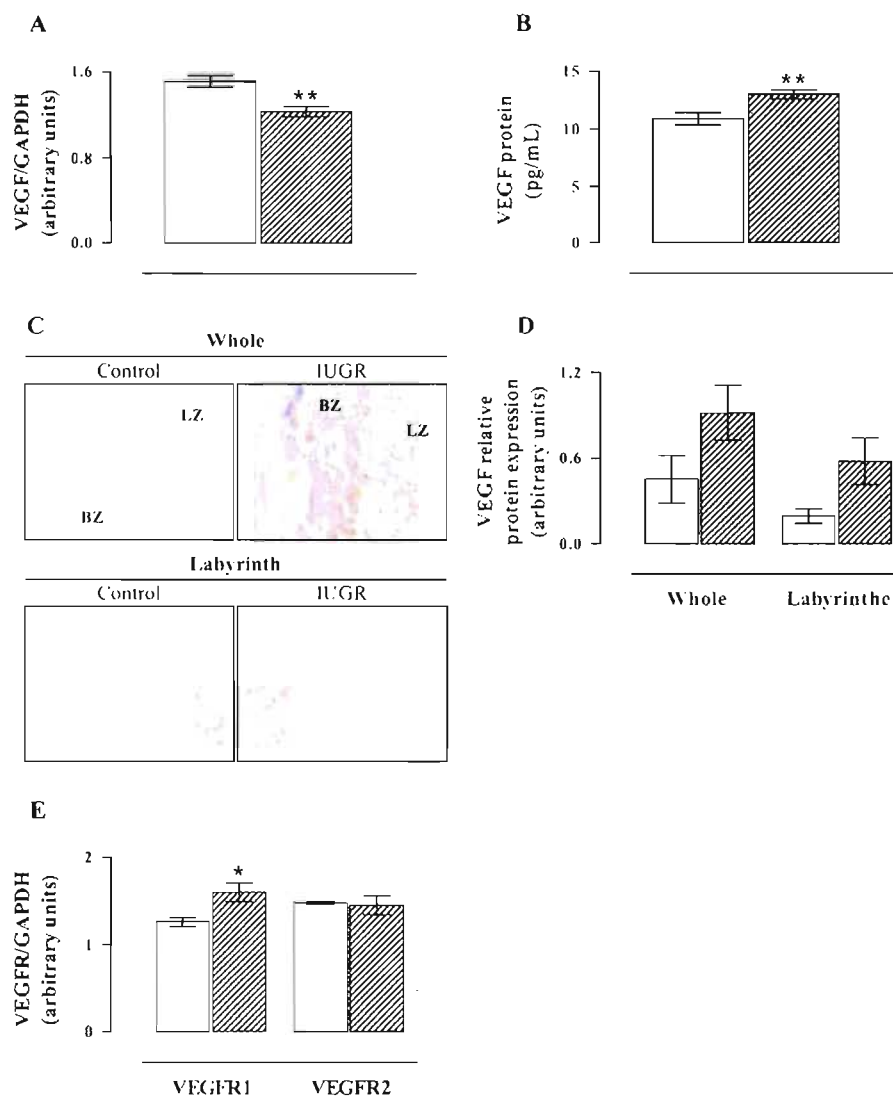 A
VEGF/GAPDH
(arbitrary units)
1.6
0.8
0.0
**
B
VEGF protein
(pg/mL)
15
10
5
0
**
C
Whole
Control
IUGR
LZ
BZ
BZ
LZ
Labyrinth
Control
IUGR
D
VEGF relative
protein expression
(arbitrary units)
1.2
0.6
0.0
Whole
Labyrinthe
E
VEGFR/GAPDH
(arbitrary units)
2
1
0
*
VEGFR1
VEGFR2